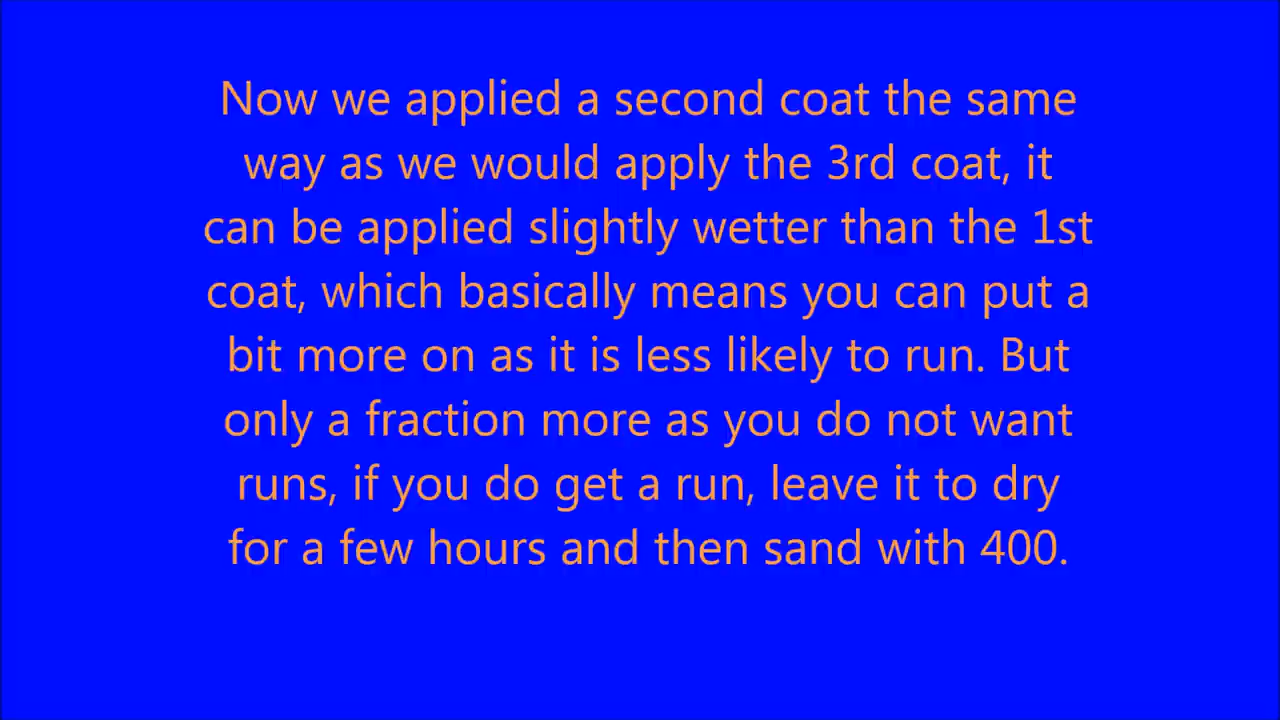 Now we applied a second coat the same
way as we would apply the 3rd coat, it
can be applied slightly wetter than the 1st
coat, which basically means you can put a
bit more on as it is less likely to run. But
only a fraction more as you do not want
runs, if you do get a run, leave it to dry
for a few hours and then sand with 400.